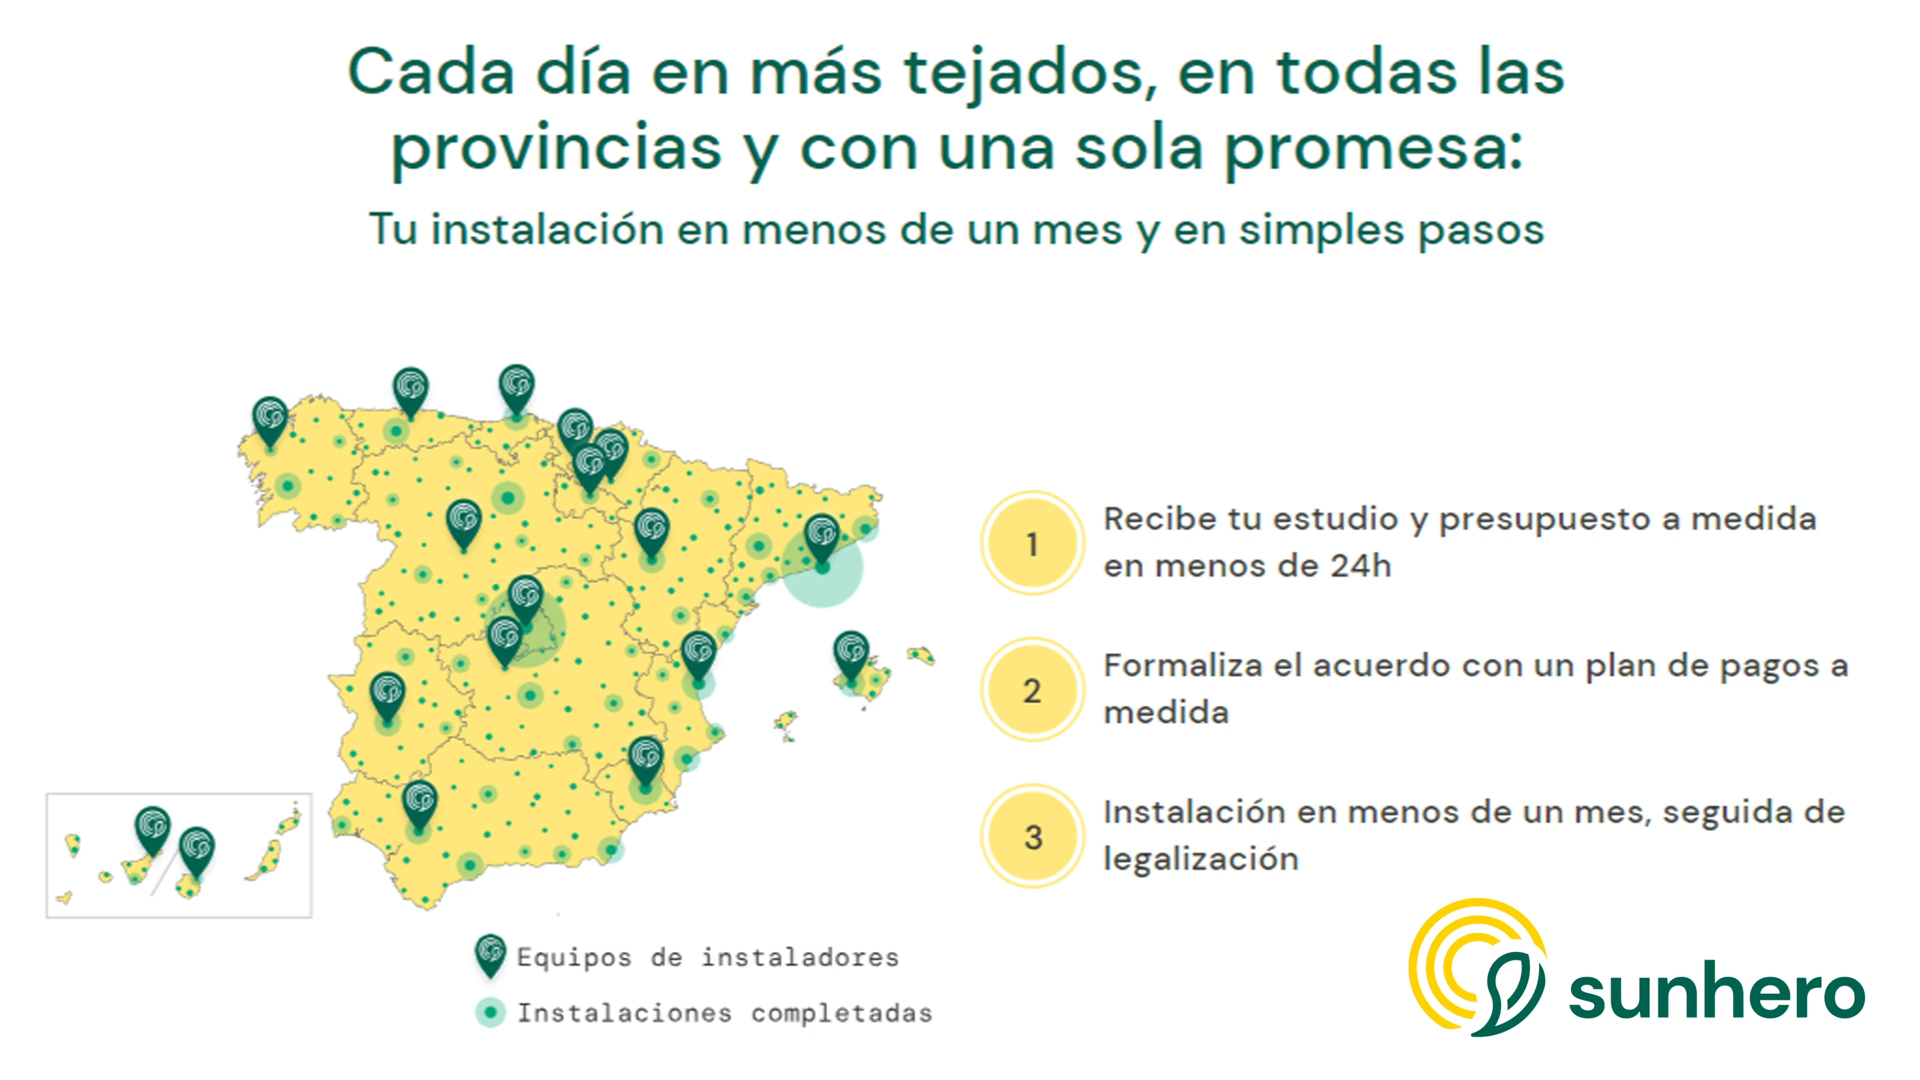 Cada día en más tejados, en todas las
provincias y con una sola promesa:
Tu instalación en menos de un mes y en simples pasos
1
Recibe tu estudio y presupuesto a medida
en menos de 24h
2
Formaliza el acuerdo con un plan de pagos a
medida
3
Instalación en menos de un mes, seguida de
legalización
Equipos de instaladores
Instalaciones completadas
sunhero